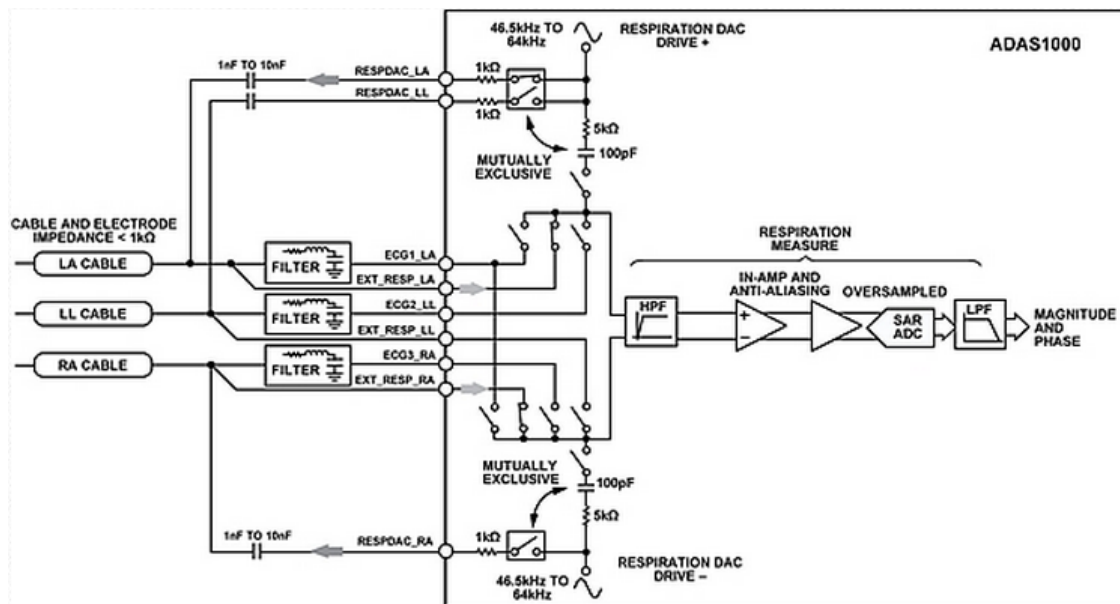 46.5kHz TO
64kHz
RESPIRATION DAC
DRIVE +
ADAS1000
1nF TO 10nF
RESPDAC_LA
1kΩ
RESPDAC_LL
1kΩ
5kΩ
100pF
MUTUALLY
EXCLUSIVE
CABLE AND ELECTRODE
IMPEDANCE < 1kΩ
LA CABLE
FILTER
ECG1_LA
EXT_RESP_LA
LL CABLE
FILTER
ECG2_LL
EXT_RESP_LL
RA CABLE
FILTER
ECG3_RA
EXT_RESP_RA
RESPIRATION
MEASURE
IN-AMP AND
ANTI-ALIASING
OVERSAMPLED
HPF
+
−
SAR
ADC
LPF
MAGNITUDE
AND
PHASE
MUTUALLY
EXCLUSIVE
100pF
5kΩ
1nF TO 10nF
RESPDAC_RA
1kΩ
46.5kHz TO
64kHz
RESPIRATION DAC
DRIVE –